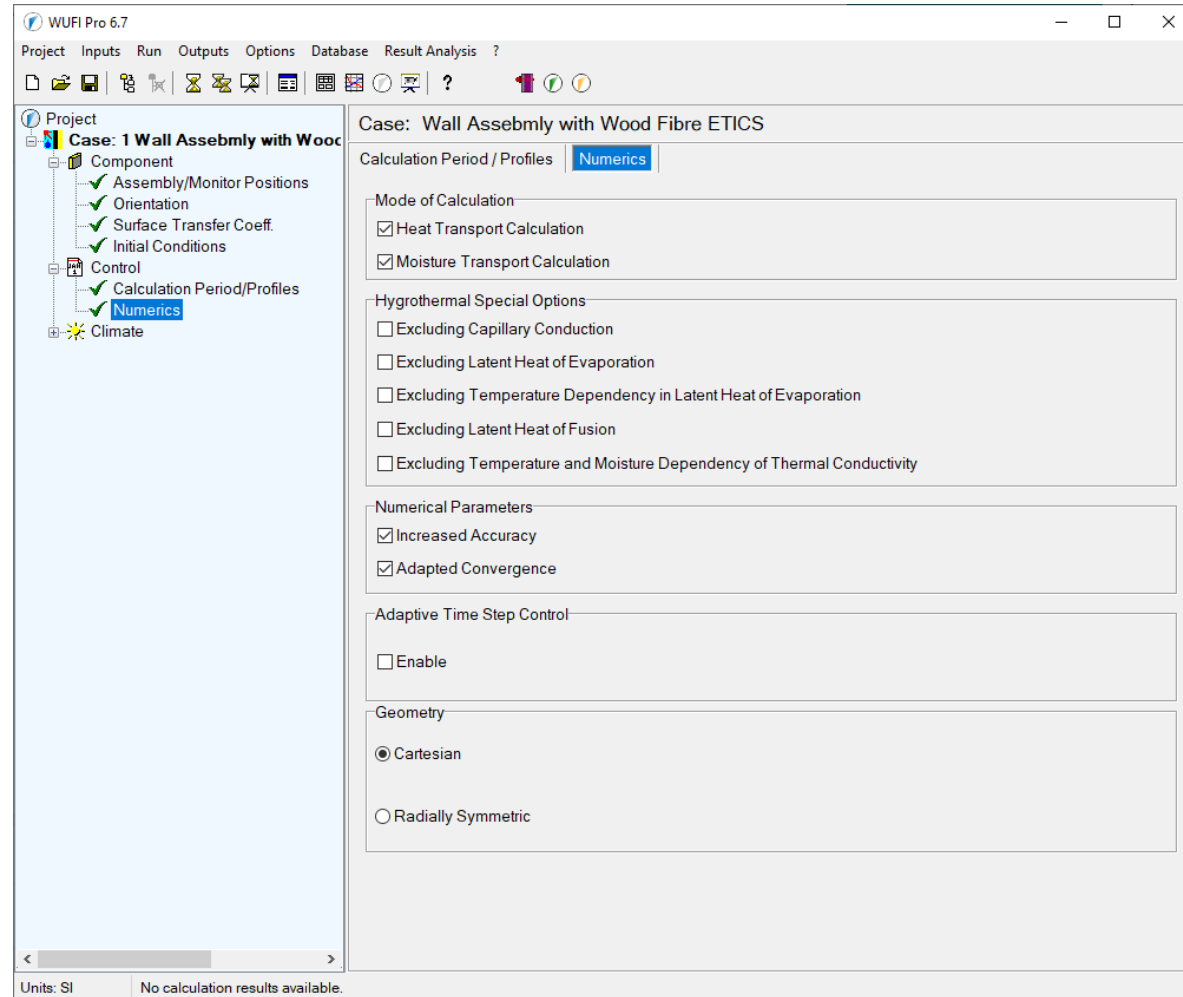 WUFI Pro 6.7
Project Inputs Run Outputs Options Database Result Analysis ?
?
Project
Case: 1 Wall Assebmly with Wood
Component
Assembly/Monitor Positions
Orientation
Surface Transfer Coeff.
Initial Conditions
Control
Calculation Period/Profiles
Numerics
Climate
Case: Wall Assebmly with Wood Fibre ETICS
Calculation Period / Profiles Numerics
Mode of Calculation
Heat Transport Calculation
Moisture Transport Calculation
Hygrothermal Special Options
Excluding Capillary Conduction
Excluding Latent Heat of Evaporation
Excluding Temperature Dependency in Latent Heat of Evaporation
Excluding Latent Heat of Fusion
Excluding Temperature and Moisture Dependency of Thermal Conductivity
Numerical Parameters
Increased Accuracy
Adapted Convergence
Adaptive Time Step Control
Enable
Geometry
Cartesian
Radially Symmetric
Units: SI No calculation results available.